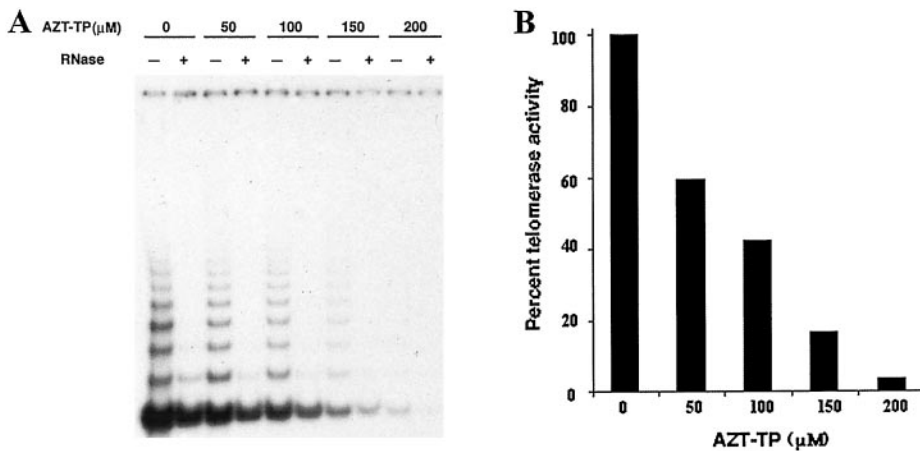 A
AZT-TP(μM) 0 50 100 150 200
RNase – + – + – + – + – +
B
Percent telomerase activity
100
80
60
40
20
0
0 50 100 150 200
AZT-TP (μM)